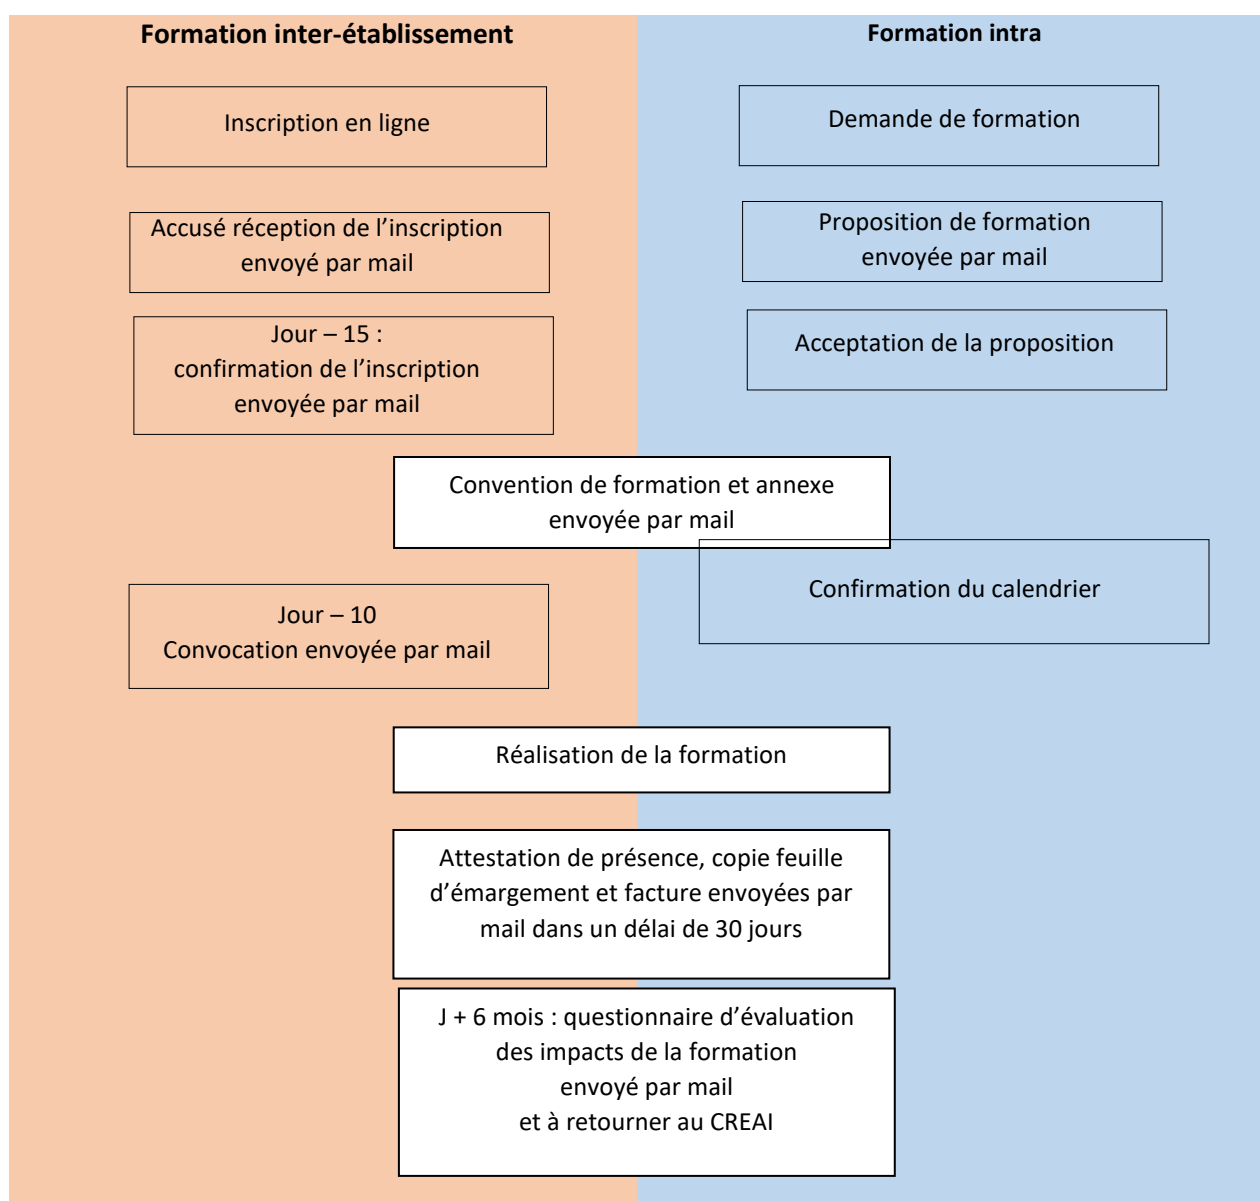 Formation inter-établissement
Formation intra
Inscription en ligne
Demande de formation
Accusé réception de l’inscription
envoyé par mail
Proposition de formation
envoyée par mail
Jour – 15 :
confirmation de l’inscription
envoyée par mail
Acceptation de la proposition
Convention de formation et annexe
envoyée par mail
Confirmation du calendrier
Jour – 10
Convocation envoyée par mail
Réalisation de la formation
Attestation de présence, copie feuille
d’émargement et facture envoyées par
mail dans un délai de 30 jours
J + 6 mois : questionnaire d’évaluation
des impacts de la formation
envoyé par mail
et à retourner au CREAI